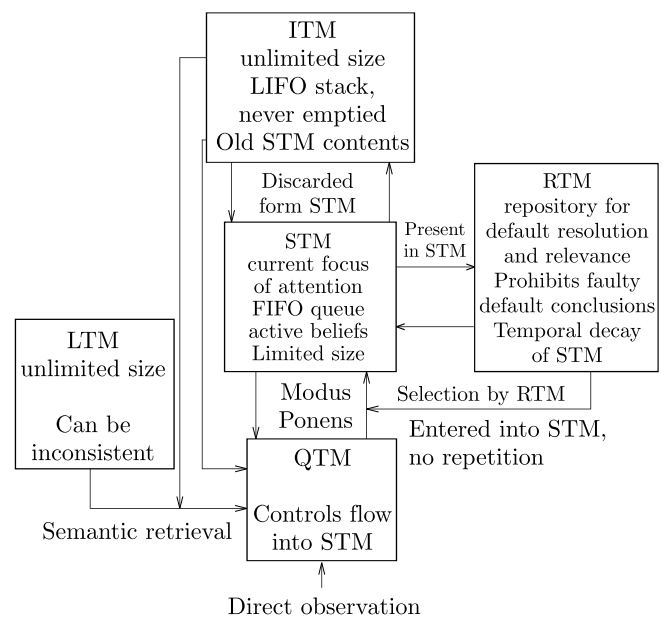 ITM
unlimited size
LIFO stack,
never emptied
Old STM contents
Discarded
form STM
RTM
repository for
default resolution
and relevance
Prohibits faulty
default conclusions
Temporal decay
of STM
Present
in STM
STM
current focus
of attention
FIFO queue
active beliefs
Limited size
LTM
unlimited size
Can be
inconsistent
Modus
Ponens
Selection by RTM
Entered into STM,
no repetition
QTM
Controls flow
into STM
Semantic retrieval
Direct observation